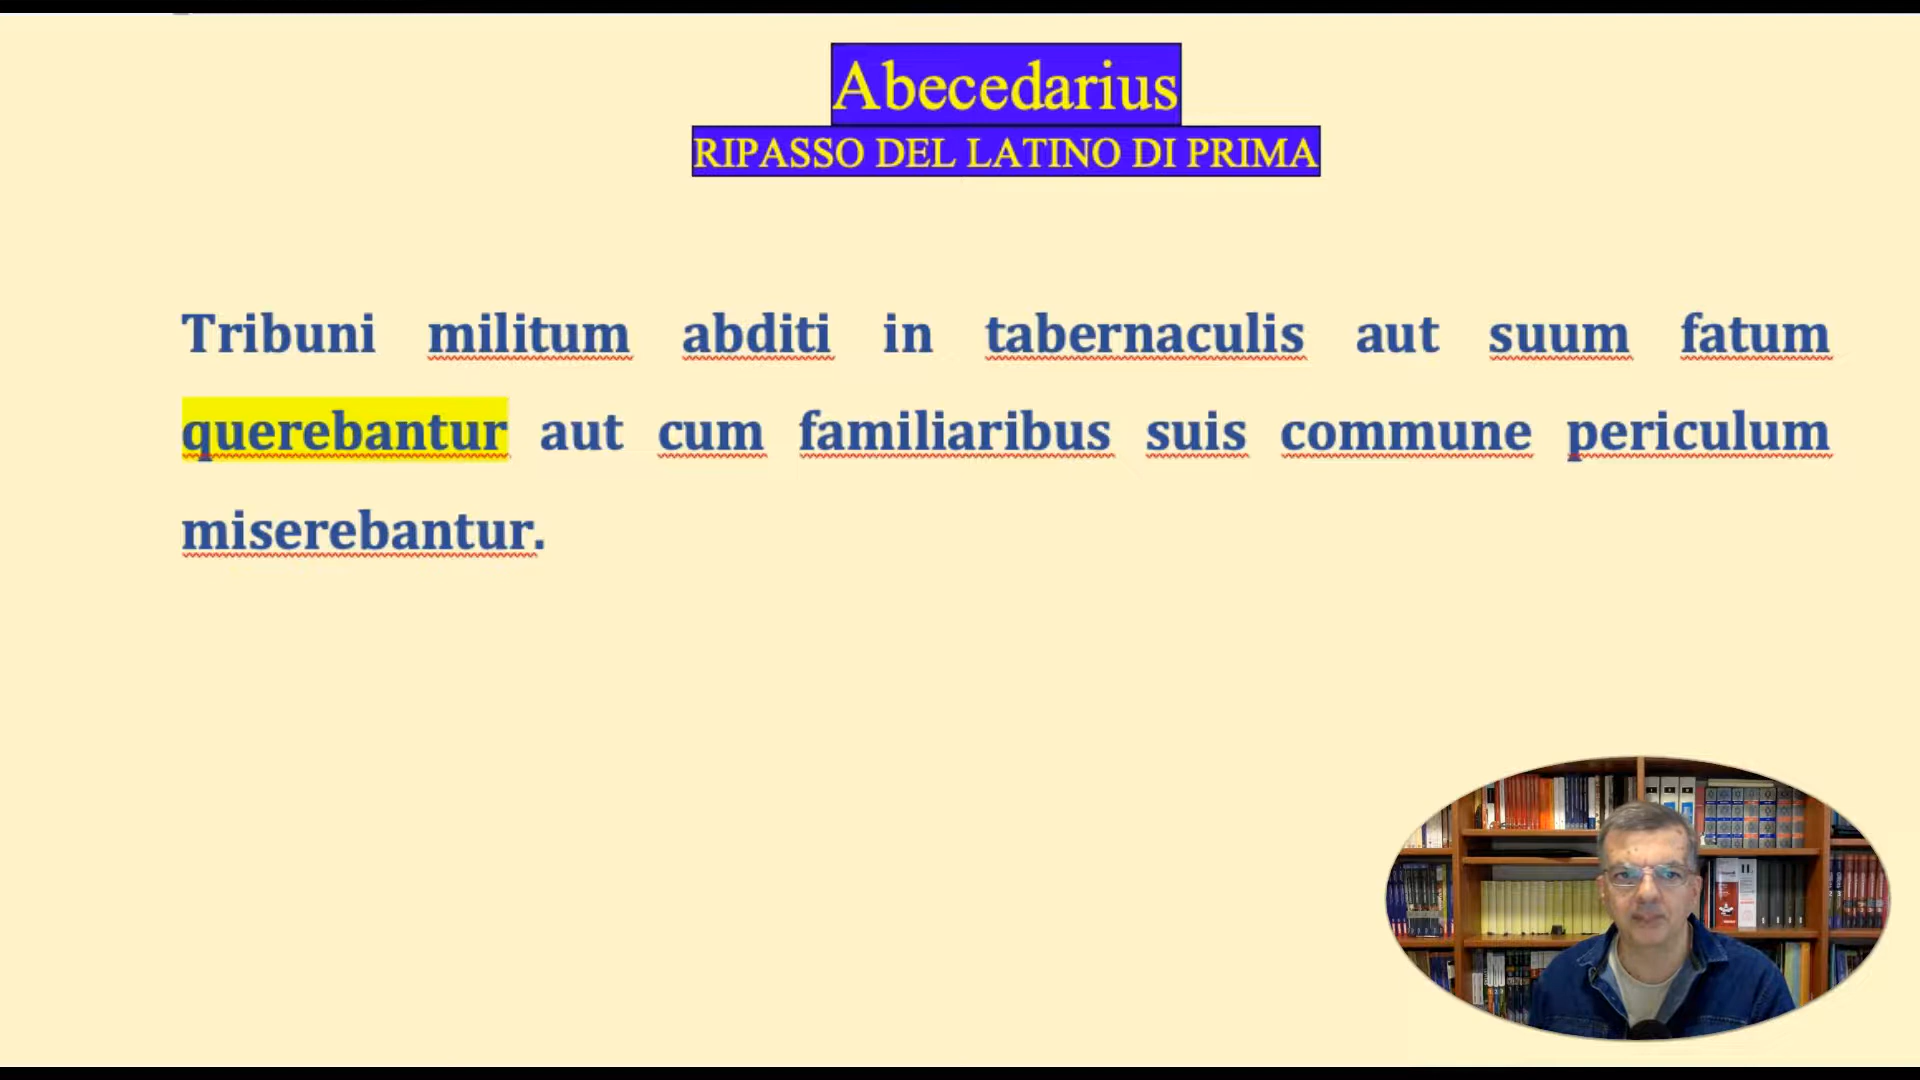 Abecedarius
RIPASSO DEL LATINO DI PRIMA
Tribuni militum abditi in tabernaculis aut suum fatum
querebantur aut cum familiaribus suis commune periculum
miserebantur.